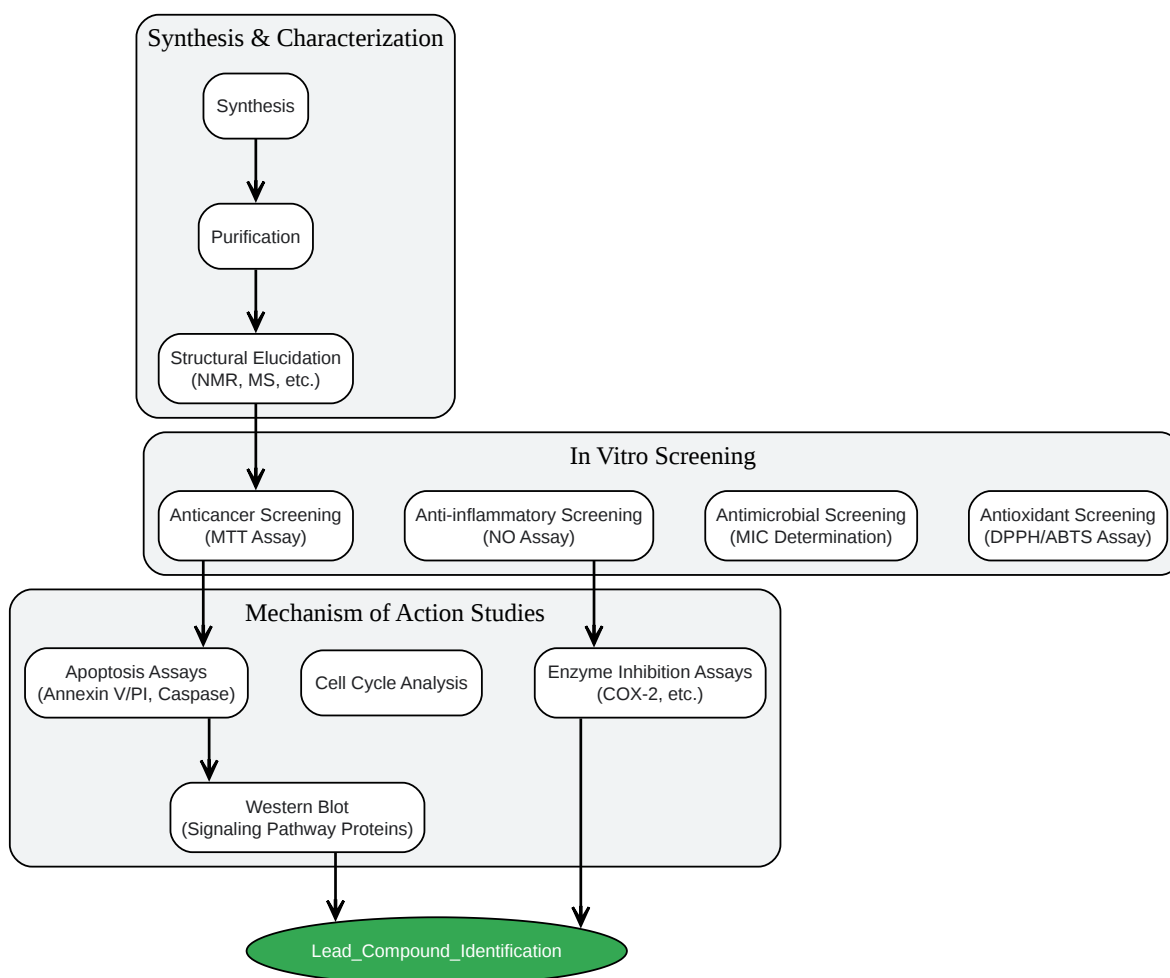 Synthesis & Characterization
Synthesis
Purification
Structural Elucidation
(NMR, MS, etc.)
In Vitro Screening
Anticancer Screening
(MTT Assay)
Anti-inflammatory Screening
(NO Assay)
Antimicrobial Screening
(MIC Determination)
Antioxidant Screening
(DPPH/ABTS Assay)
Mechanism of Action Studies
Apoptosis Assays
(Annexin V/PI, Caspase)
Cell Cycle Analysis
Enzyme Inhibition Assays
(COX-2, etc.)
Western Blot
(Signaling Pathway Proteins)
Lead_Compound_Identification